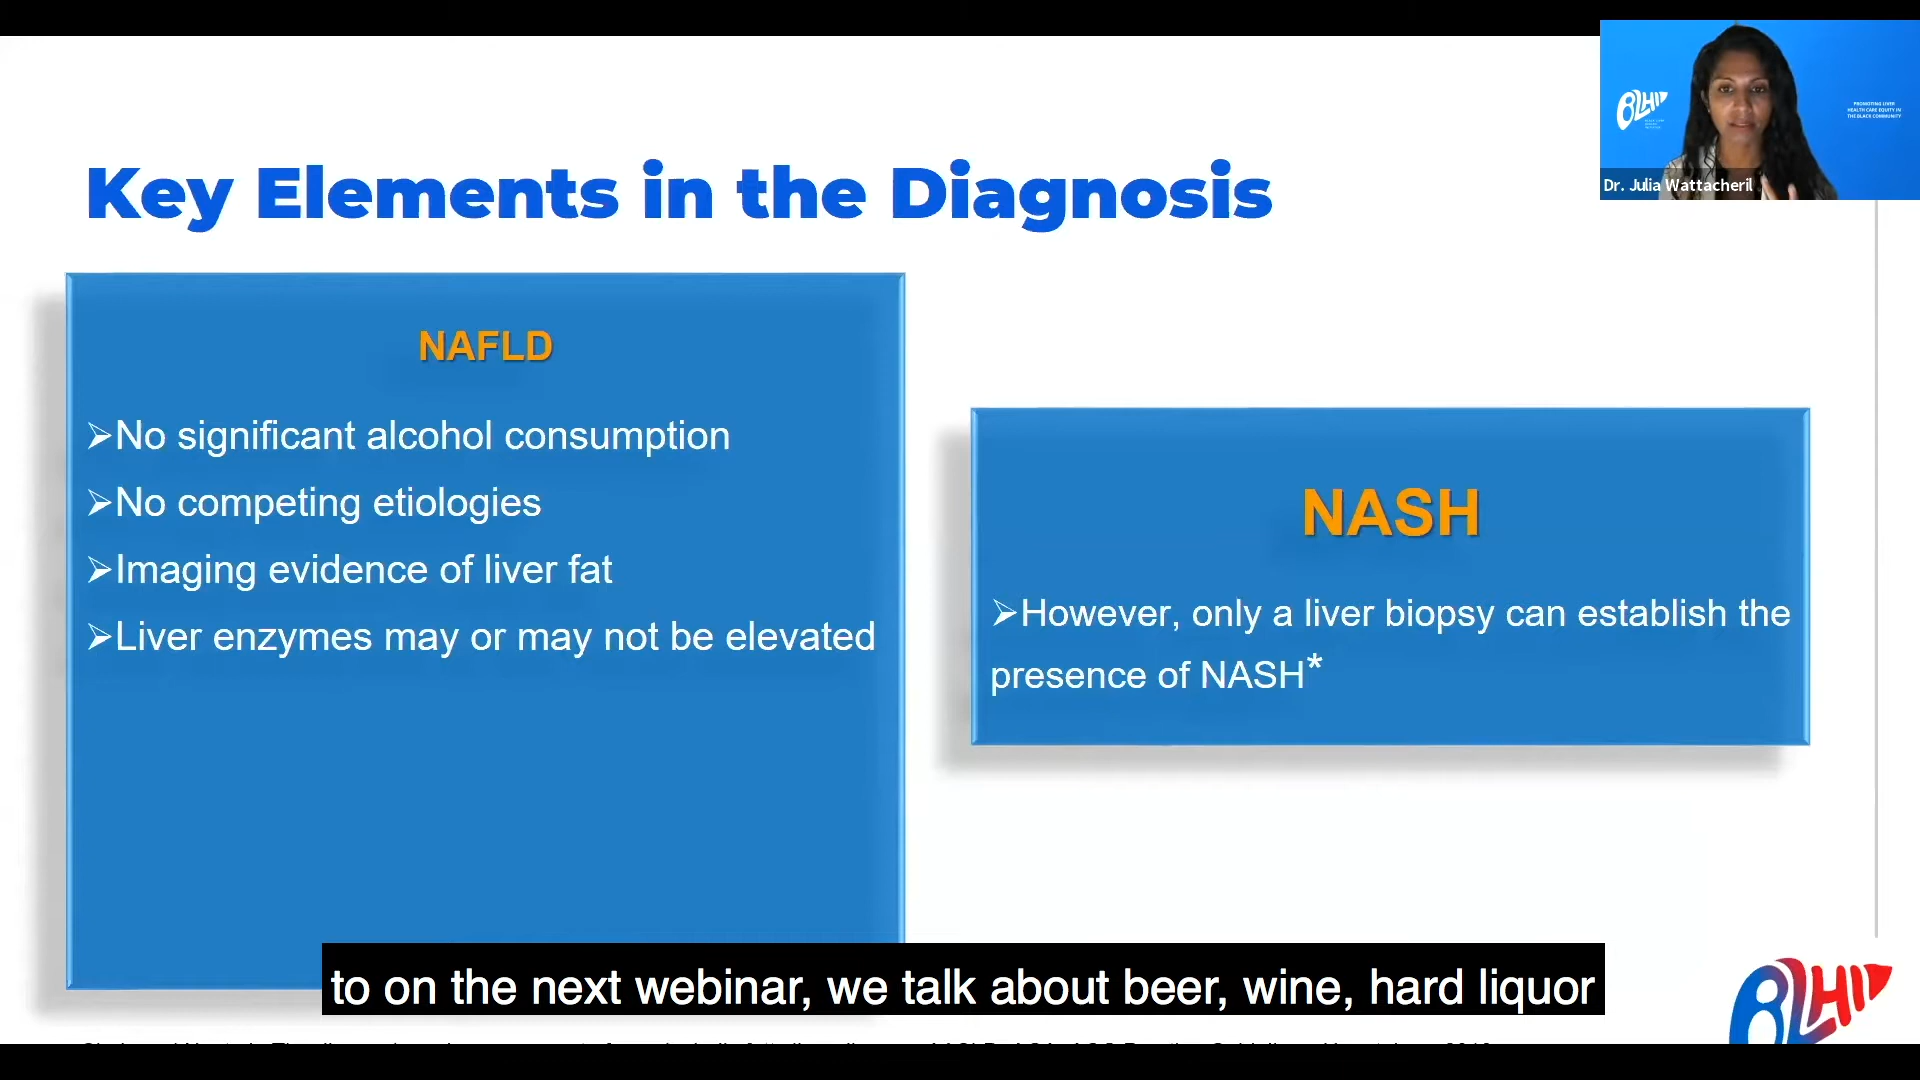 BLHI
PROMOTING LIVER
HEALTH CARE EQUITY IN
THE BLACK COMMUNITY
Dr. Julia Wattacheril
Key Elements in the Diagnosis
NAFLD
➢No significant alcohol consumption
➢No competing etiologies
➢Imaging evidence of liver fat
➢Liver enzymes may or may not be elevated
NASH
➢However, only a liver biopsy can establish the
presence of NASH*
to on the next webinar, we talk about beer, wine, hard liquor
BLHI